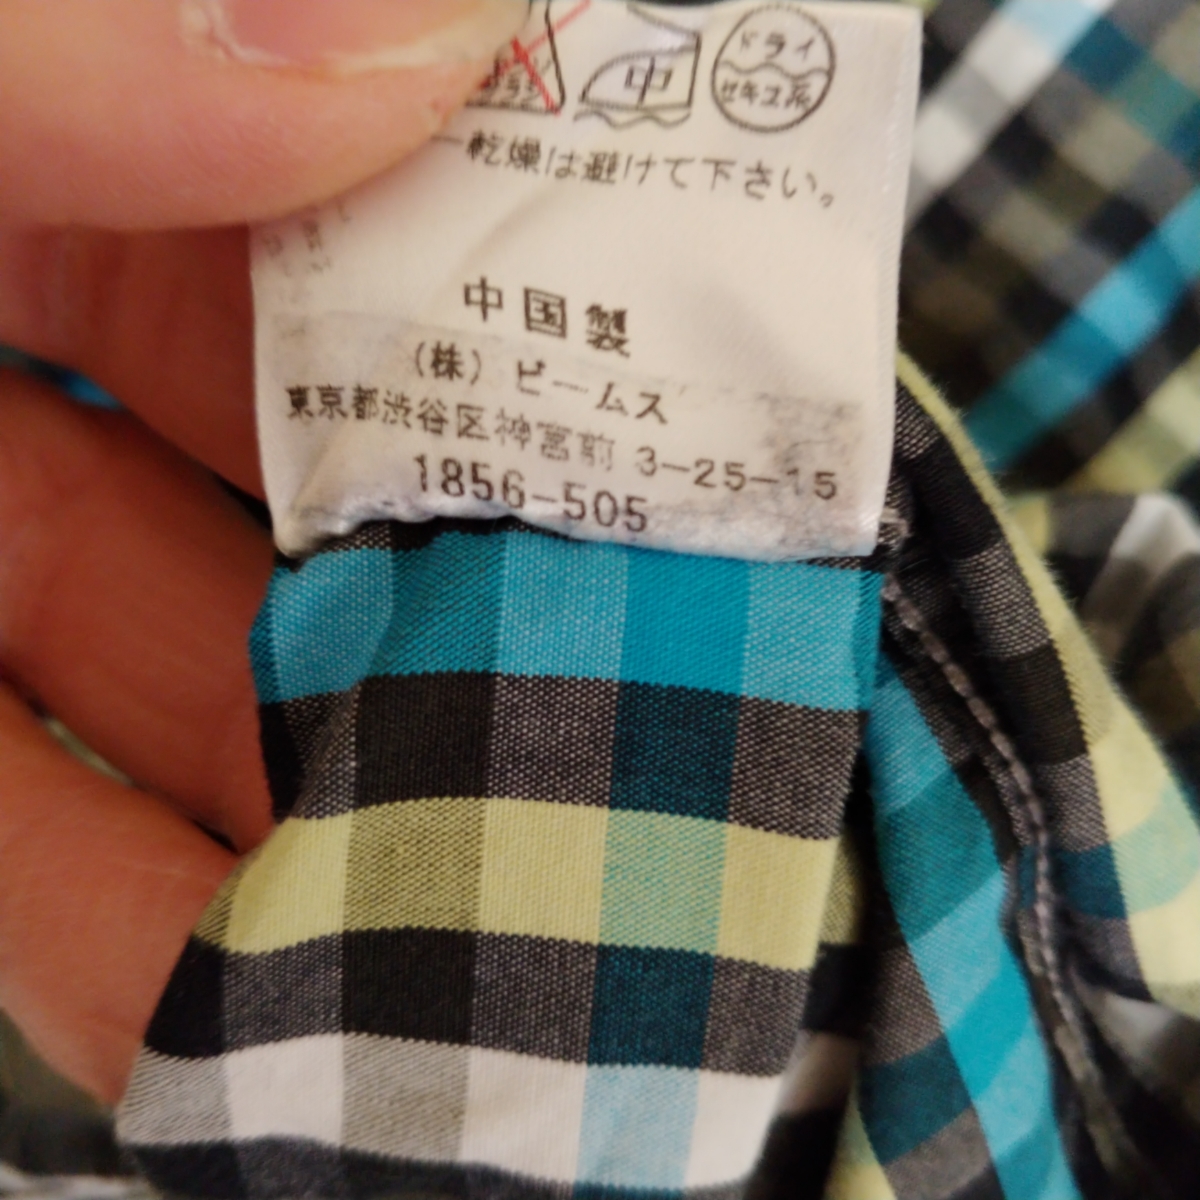 中
ドライ
セキユ系
ー乾燥は避けて下さい。
中国製
(株) ビームス
東京都渋谷区神宮前 3-25-15
1856-505